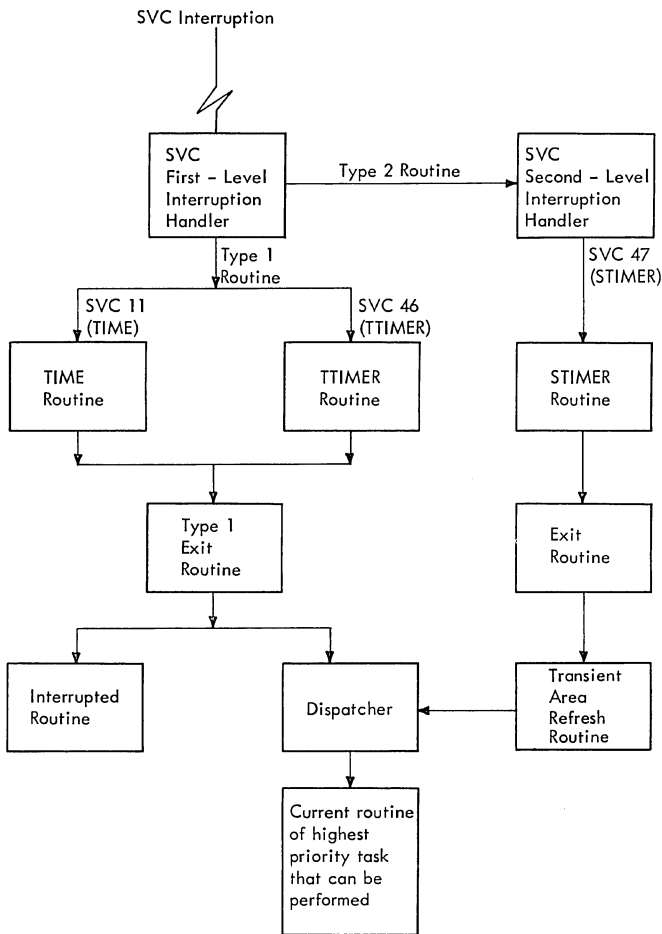 SVC Interruption
SVC
First - Level
Interruption
Handler
Type 2 Routine
SVC
Second - Level
Interruption
Handler
Type 1
Routine
SVC 47
(STIMER)
SVC 11
(TIME)
SVC 46
(TTIMER)
TIME
Routine
TTIMER
Routine
STIMER
Routine
Type 1
Exit
Routine
Exit
Routine
Interrupted
Routine
Dispatcher
Transient
Area
Refresh
Routine
Current routine
of highest
priority task
that can be
performed